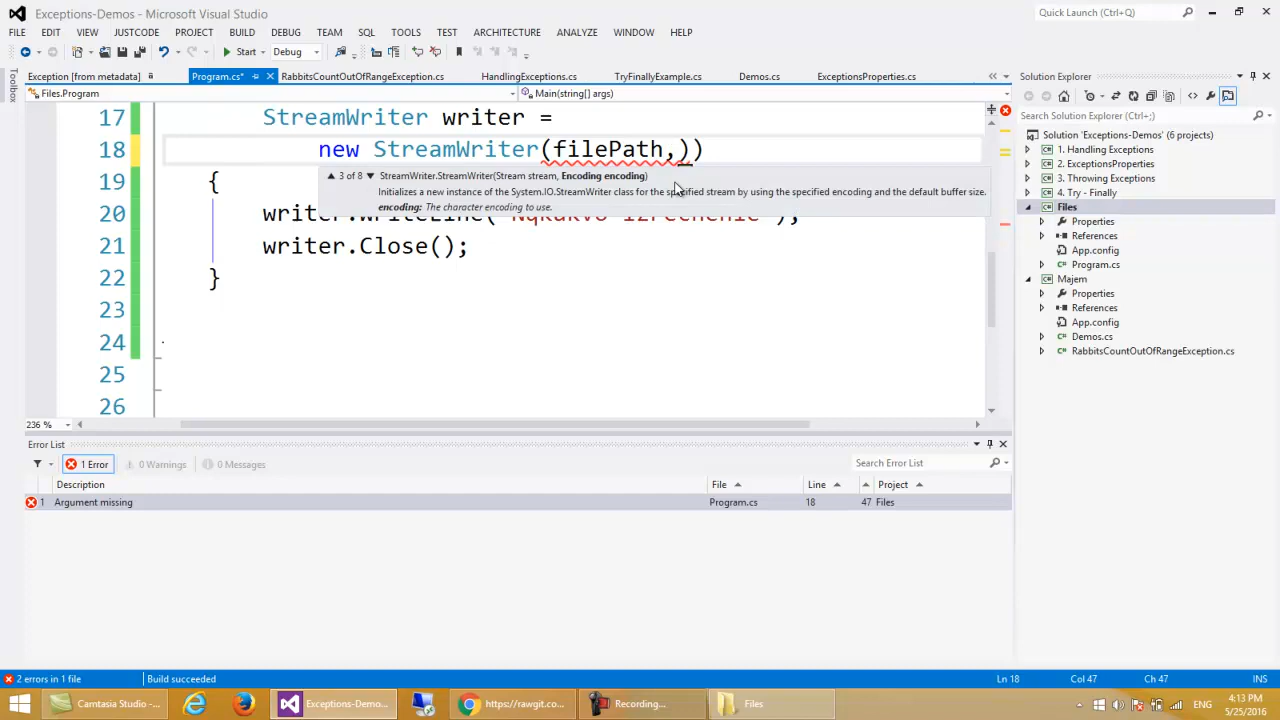 Exceptions-Demos - Microsoft Visual Studio
Quick Launch (Ctrl+Q)
FILE EDIT VIEW JUSTCODE PROJECT BUILD DEBUG TEAM SQL TOOLS TEST ARCHITECTURE ANALYZE WINDOW HELP
Start Debug
Toolbox
Exception [from metadata] Program.cs* RabbitsCountOutOfRangeException.cs HandlingExceptions.cs TryFinallyExample.cs Demos.cs ExceptionsProperties.cs
Files.Program Main(string[] args)
17 StreamWriter writer =
18 new StreamWriter(filePath,))
3 of 8 StreamWriter.StreamWriter(Stream stream, Encoding encoding)
Initializes a new instance of the System.IO.StreamWriter class for the specified stream by using the specified encoding and the default buffer size.
encoding: The character encoding to use.
19 {
20 writer.WriteLine("Nqkakvo izrechenie");
21 writer.Close();
22 }
23
24
25
26
236 %
Solution Explorer
Search Solution Explorer (Ctrl+;)
Solution 'Exceptions-Demos' (6 projects)
1. Handling Exceptions
2. ExceptionsProperties
3. Throwing Exceptions
4. Try - Finally
Files
Properties
References
App.config
Program.cs
Majem
Properties
References
App.config
Demos.cs
RabbitsCountOutOfRangeException.cs
Error List
1 Error 0 Warnings 0 Messages
Search Error List
Description File Line Project
1 Argument missing Program.cs 18 47 Files
2 errors in 1 file Build succeeded Ln 18 Col 47 Ch 47 INS
Camtasia Studio -... Exceptions-Demo... https://rawgit.co... Recording... Files
ENG
4:13 PM
5/25/2016